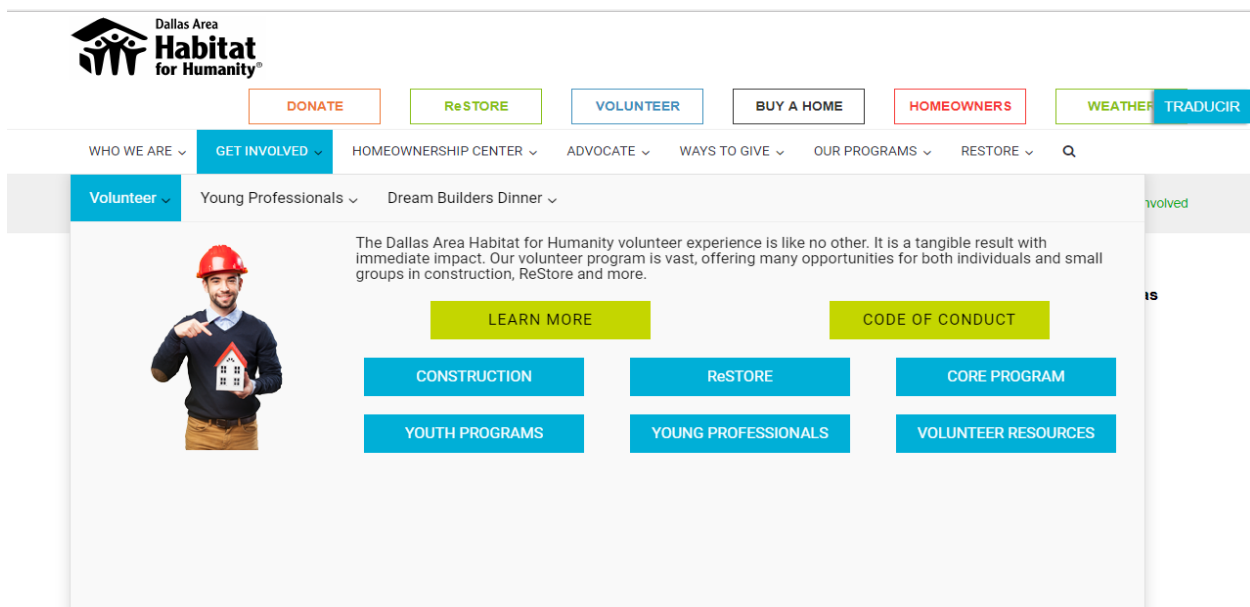 Dallas Area
Habitat
for Humanity®
DONATE
ReSTORE
VOLUNTEER
BUY A HOME
HOMEOWNERS
WEATHER
TRADUCIR
WHO WE ARE
GET INVOLVED
HOMEOWNERSHIP CENTER
ADVOCATE
WAYS TO GIVE
OUR PROGRAMS
RESTORE
Volunteer
Young Professionals
Dream Builders Dinner
nvolved
The Dallas Area Habitat for Humanity volunteer experience is like no other. It is a tangible result with
immediate impact. Our volunteer program is vast, offering many opportunities for both individuals and small
groups in construction, ReStore and more.
as
LEARN MORE
CODE OF CONDUCT
CONSTRUCTION
ReSTORE
CORE PROGRAM
YOUTH PROGRAMS
YOUNG PROFESSIONALS
VOLUNTEER RESOURCES